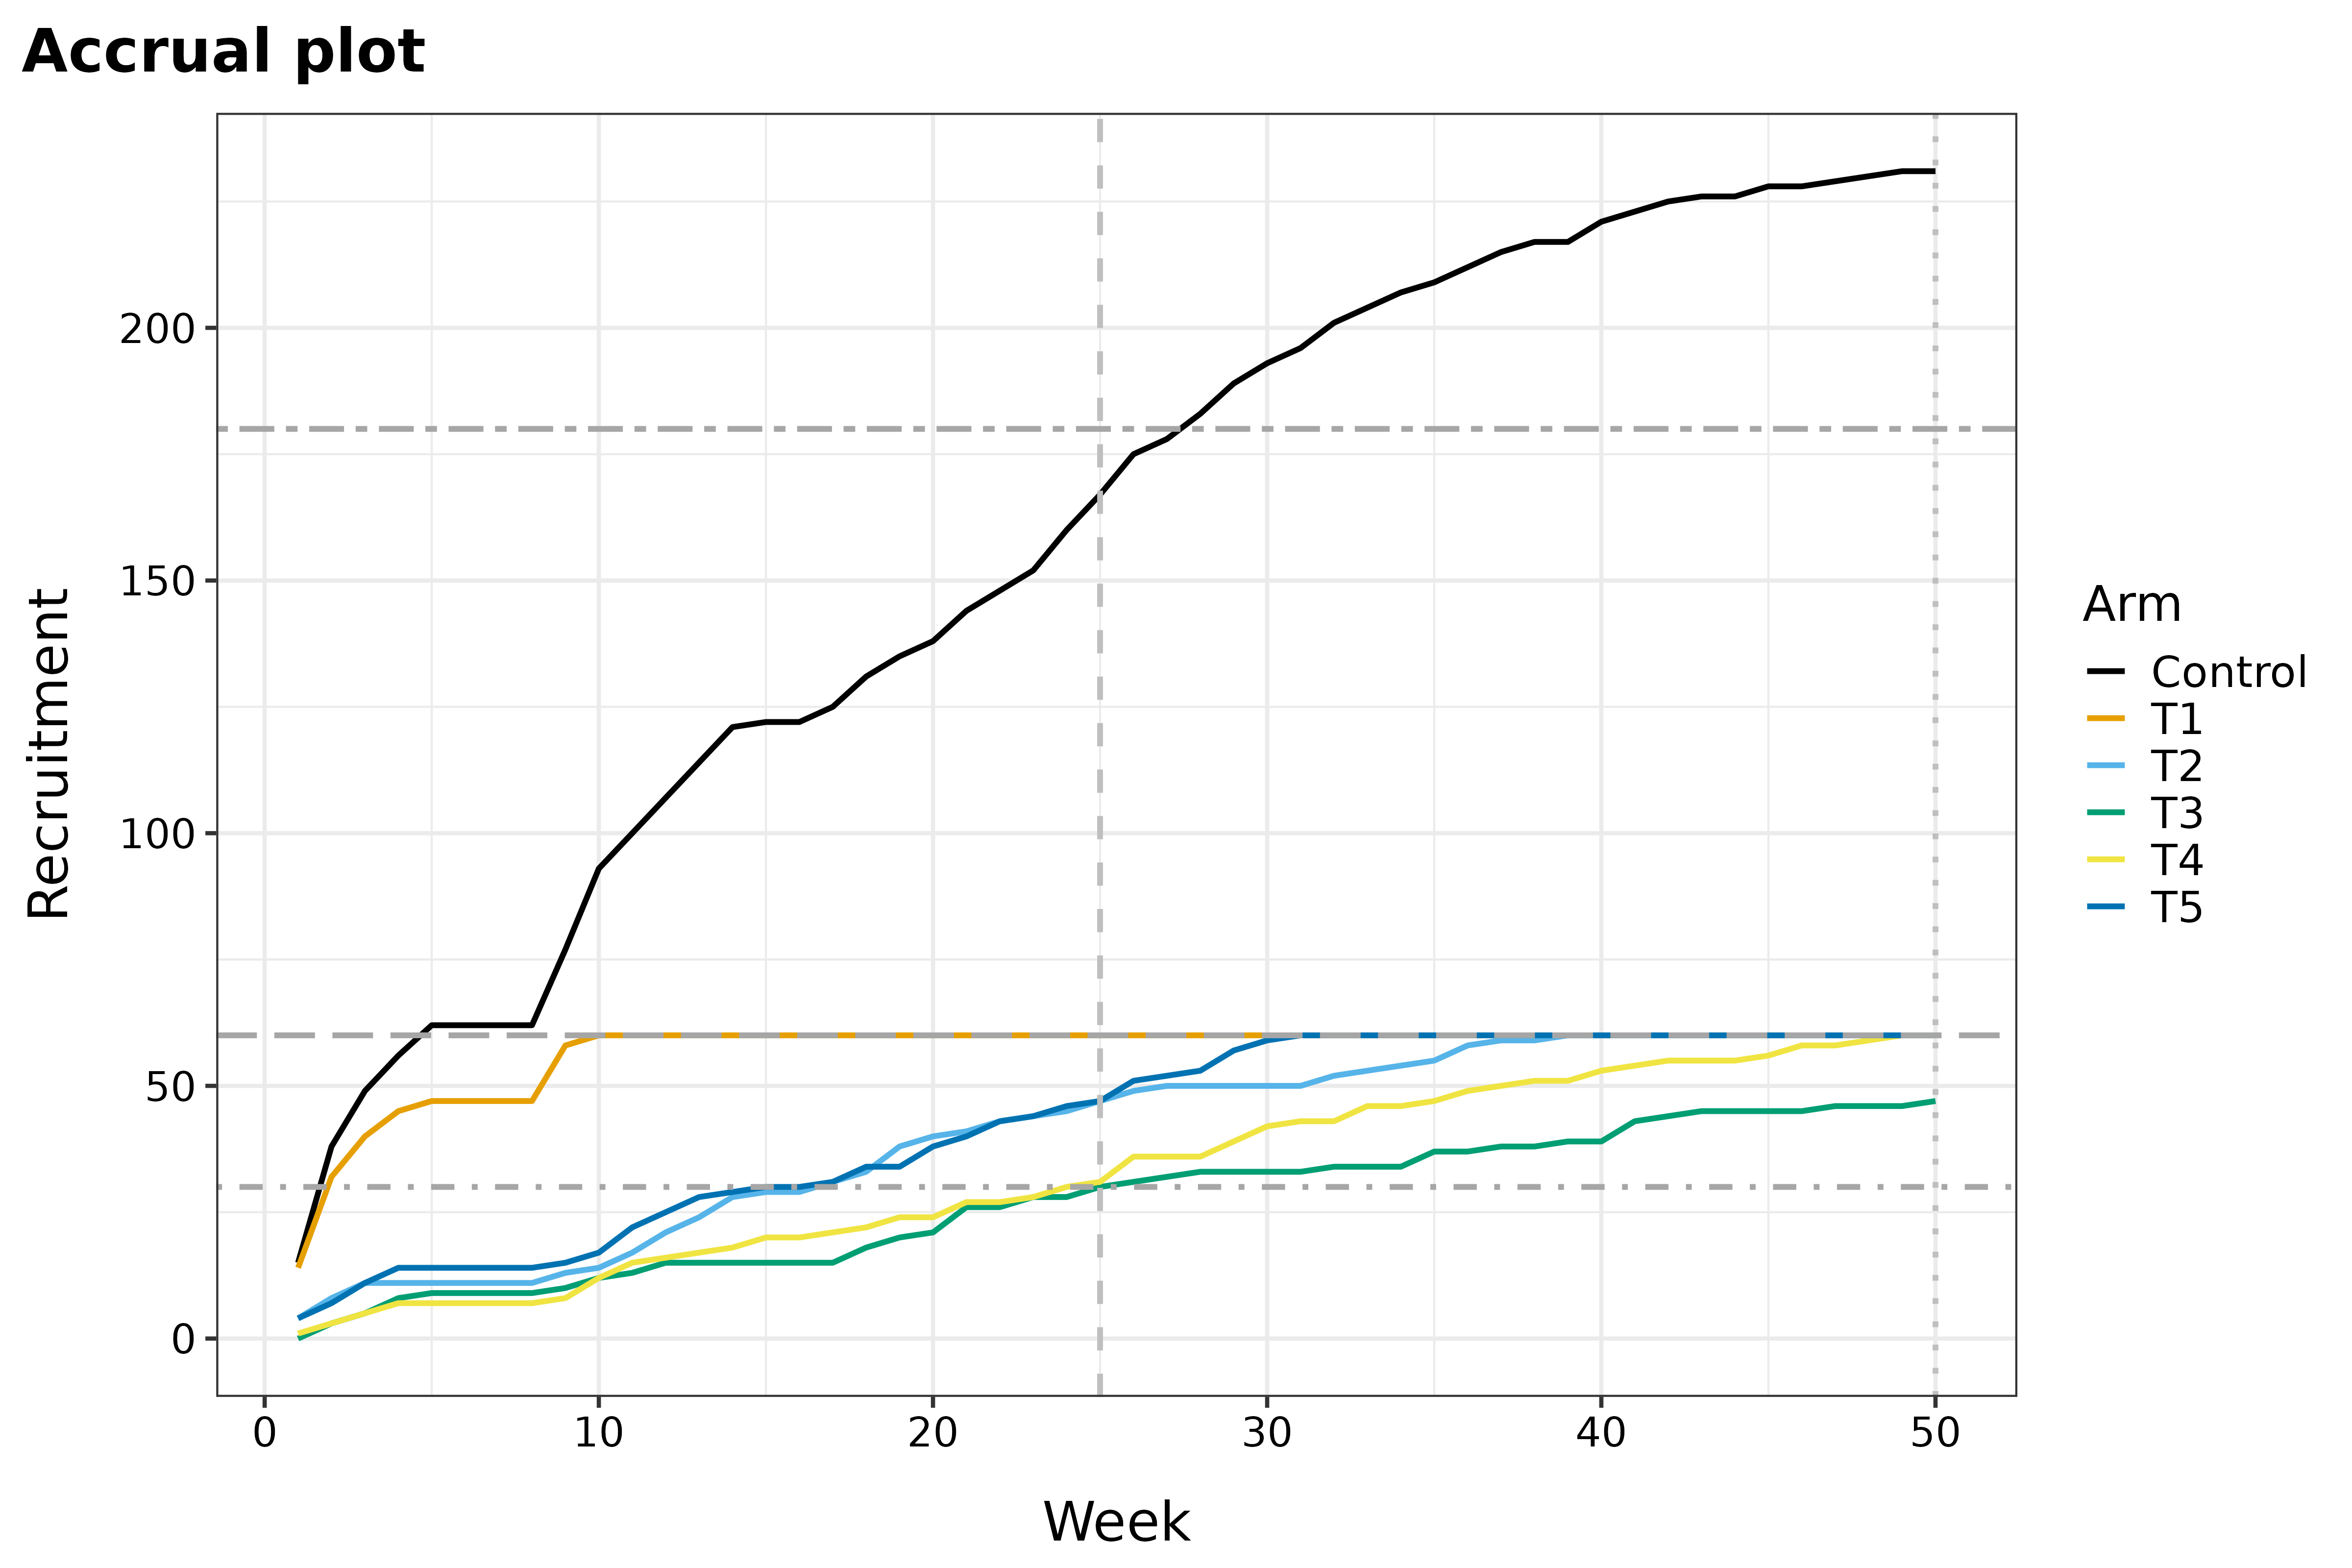 Accrual plot
Recruitment
200
150
100
50
0
0 10 20 30 40 50
Week
Arm
Control
T1
T2
T3
T4
T5